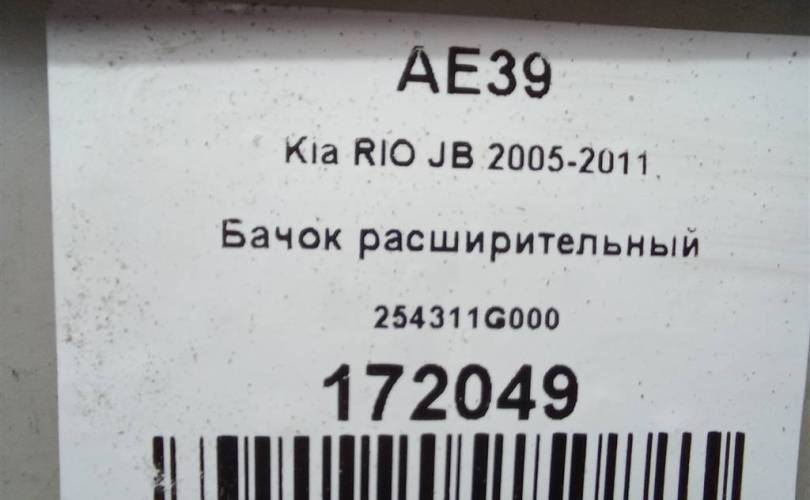 AE39
Kia RIO JB 2005-2011
Бачок расширительный
254311G000
172049